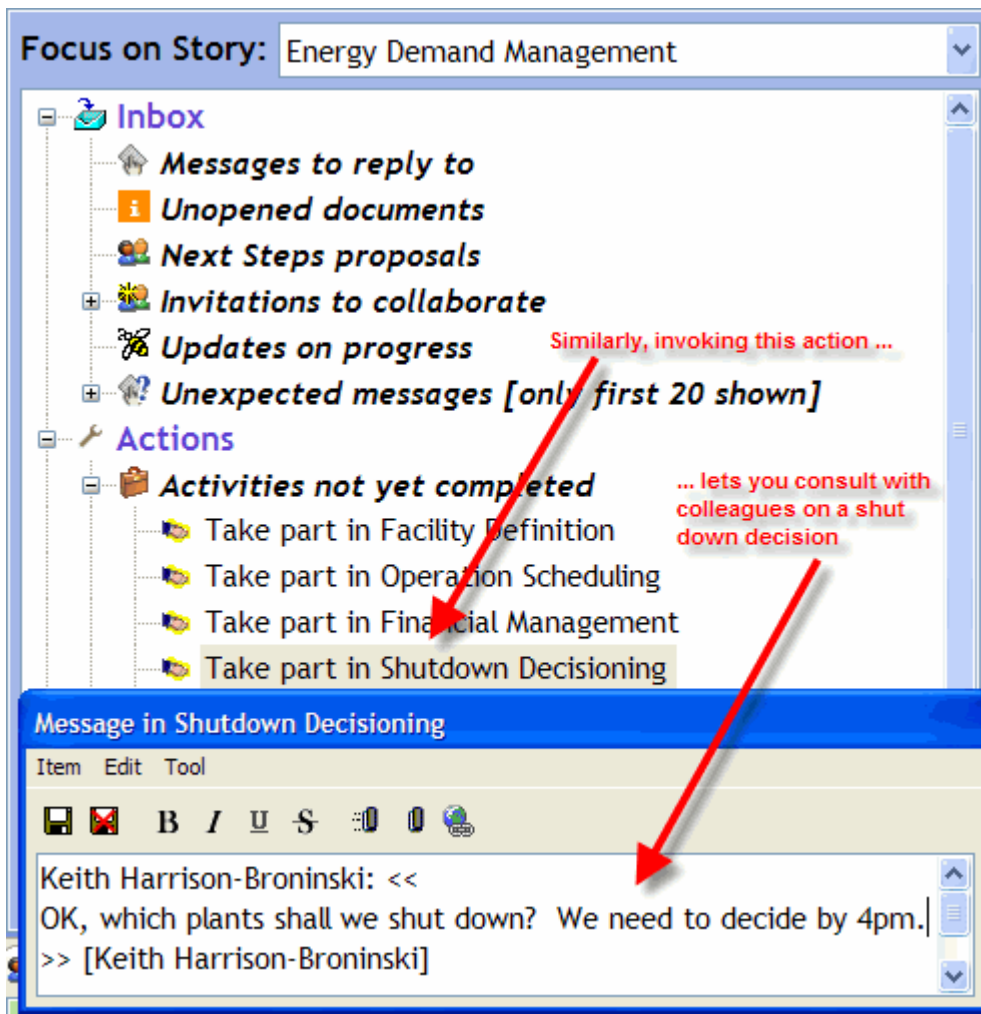 Focus on Story: Energy Demand Management
Inbox
Messages to reply to
Unopened documents
Next Steps proposals
Invitations to collaborate
Updates on progress
Similarly, invoking this action ...
Unexpected messages [only first 20 shown]
Actions
Activities not yet completed
... lets you consult with
colleagues on a shut
down decision
Take part in Facility Definition
Take part in Operation Scheduling
Take part in Financial Management
Take part in Shutdown Decisioning
Message in Shutdown Decisioning
Item Edit Tool
B I U S
Keith Harrison-Broninski: <<
OK, which plants shall we shut down?  We need to decide by 4pm.
>> [Keith Harrison-Broninski]